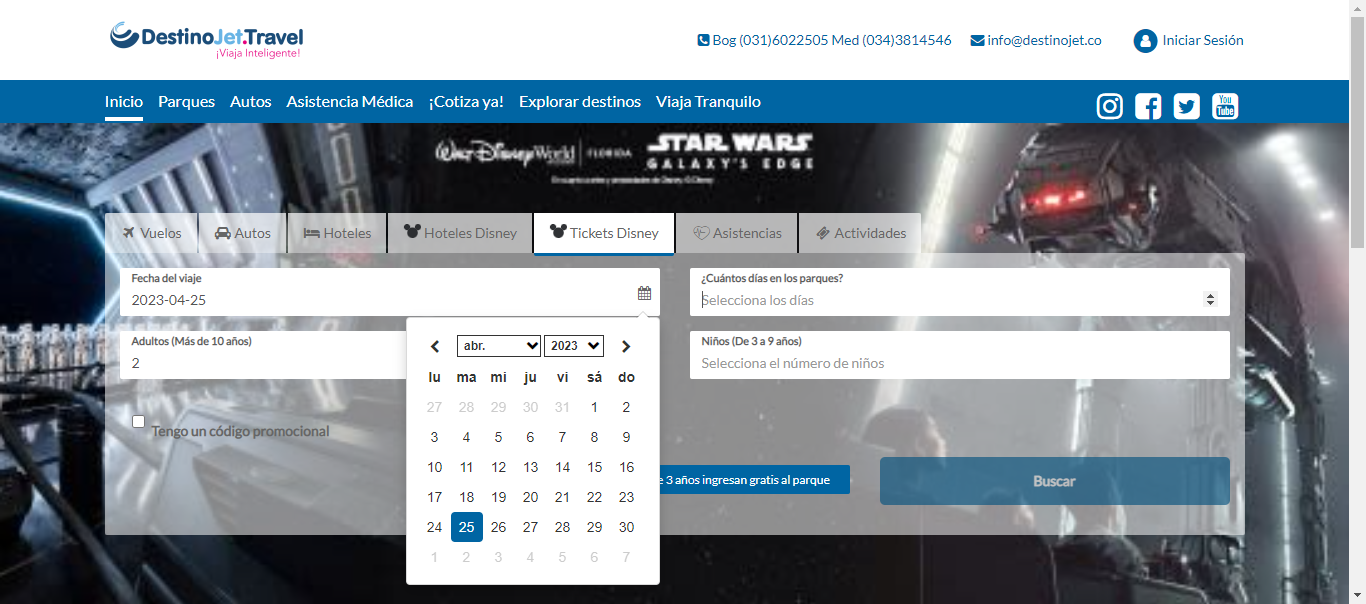 DestinoJet.Travel
¡Viaja Inteligente!
Bog (031)6022505 Med (034)3814546
info@destinojet.co
Iniciar Sesión
Inicio
Parques
Autos
Asistencia Médica
¡Cotiza ya!
Explorar destinos
Viaja Tranquilo
You
Tube
Walt Disney World
FLORIDA
STAR WARS
GALAXY'S EDGE
Vuelos
Autos
Hoteles
Hoteles Disney
Tickets Disney
Asistencias
Actividades
Fecha del viaje
2023-04-25
¿Cuántos días en los parques?
Selecciona los días
Adultos (Más de 10 años)
2
Niños (De 3 a 9 años)
Selecciona el número de niños
abr. 2023
lu ma mi ju vi sá do
27 28 29 30 31 1 2
3 4 5 6 7 8 9
10 11 12 13 14 15 16
17 18 19 20 21 22 23
24 25 26 27 28 29 30
1 2 3 4 5 6 7
Tengo un código promocional
3 años ingresan gratis al parque
Buscar